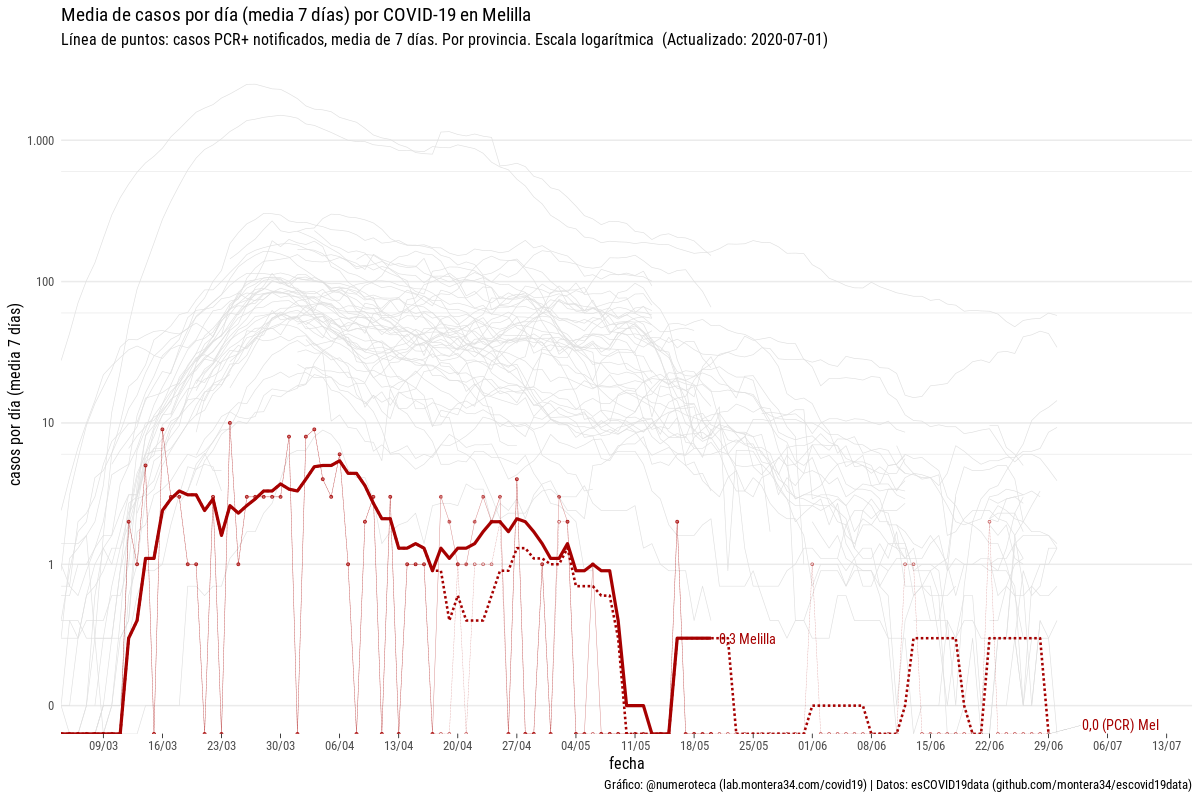 Media de casos por día (media 7 días) por COVID-19 en Melilla
Línea de puntos: casos PCR+ notificados, media de 7 días. Por provincia. Escala logarítmica  (Actualizado: 2020-07-01)
casos por día (media 7 días)
1.000
100
10
1
0
0,3 Melilla
0,0 (PCR) Mel
09/03 16/03 23/03 30/03 06/04 13/04 20/04 27/04 04/05 11/05 18/05 25/05 01/06 08/06 15/06 22/06 29/06 06/07 13/07
fecha
Gráfico: @numeroteca (lab.montera34.com/covid19) | Datos: esCOVID19data (github.com/montera34/escovid19data)